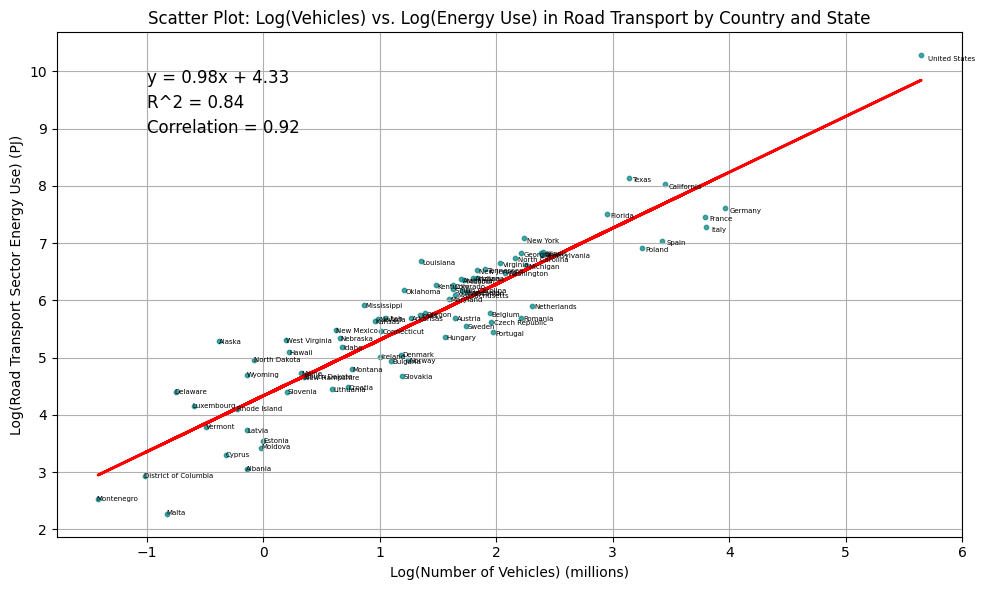 Scatter Plot: Log(Vehicles) vs. Log(Energy Use) in Road Transport by Country and State
y = 0.98x + 4.33
R^2 = 0.84
Correlation = 0.92
Log(Road Transport Sector Energy Use) (PJ)
10
9
8
7
6
5
4
3
2
United States
Texas
California
Germany
Florida
France
Italy
New York
Spain
Poland
Louisiana
Virginia
North Carolina
Michigan
Kentucky
Oklahoma
Maryland
Mississippi
Netherlands
Belgium
Austria
Romania
Czech Republic
Arkansas
Kansas
Sweden
New Mexico
Connecticut
Portugal
Nebraska
Hungary
Alaska
West Virginia
Idaho
Hawaii
Ireland
Denmark
North Dakota
Bulgaria
Norway
Montana
Wyoming
New Hampshire
Slovakia
Delaware
Slovenia
Lithuania
Croatia
Luxembourg
Rhode Island
Vermont
Latvia
Estonia
Moldova
Cyprus
Albania
District of Columbia
Montenegro
Malta
−1
0
1
2
3
4
5
6
Log(Number of Vehicles) (millions)